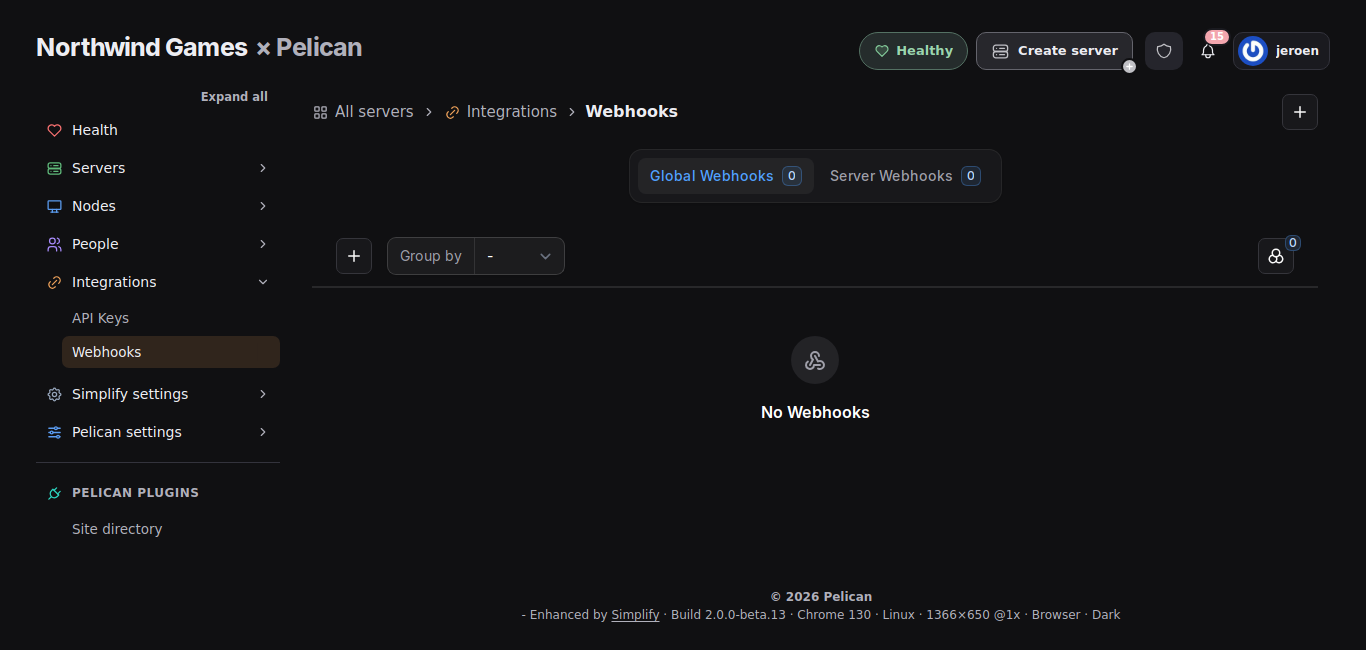 Northwind Games × Pelican
Healthy
Create server
15
jeroen
Expand all
Health
Servers
Nodes
People
Integrations
API Keys
Webhooks
Simplify settings
Pelican settings
PELICAN PLUGINS
Site directory
All servers > Integrations > Webhooks
Global Webhooks 0
Server Webhooks 0
Group by -
0
No Webhooks
© 2026 Pelican
- Enhanced by Simplify · Build 2.0.0-beta.13 · Chrome 130 · Linux · 1366×650 @1x · Browser · Dark